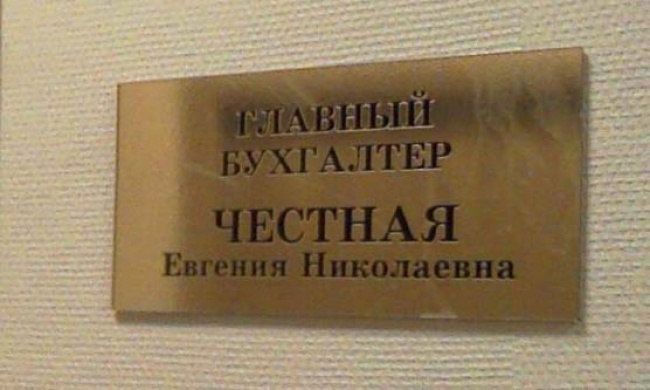 ГЛАВНЫЙ
БУХГАЛТЕР
ЧЕСТНАЯ
Евгения Николаевна